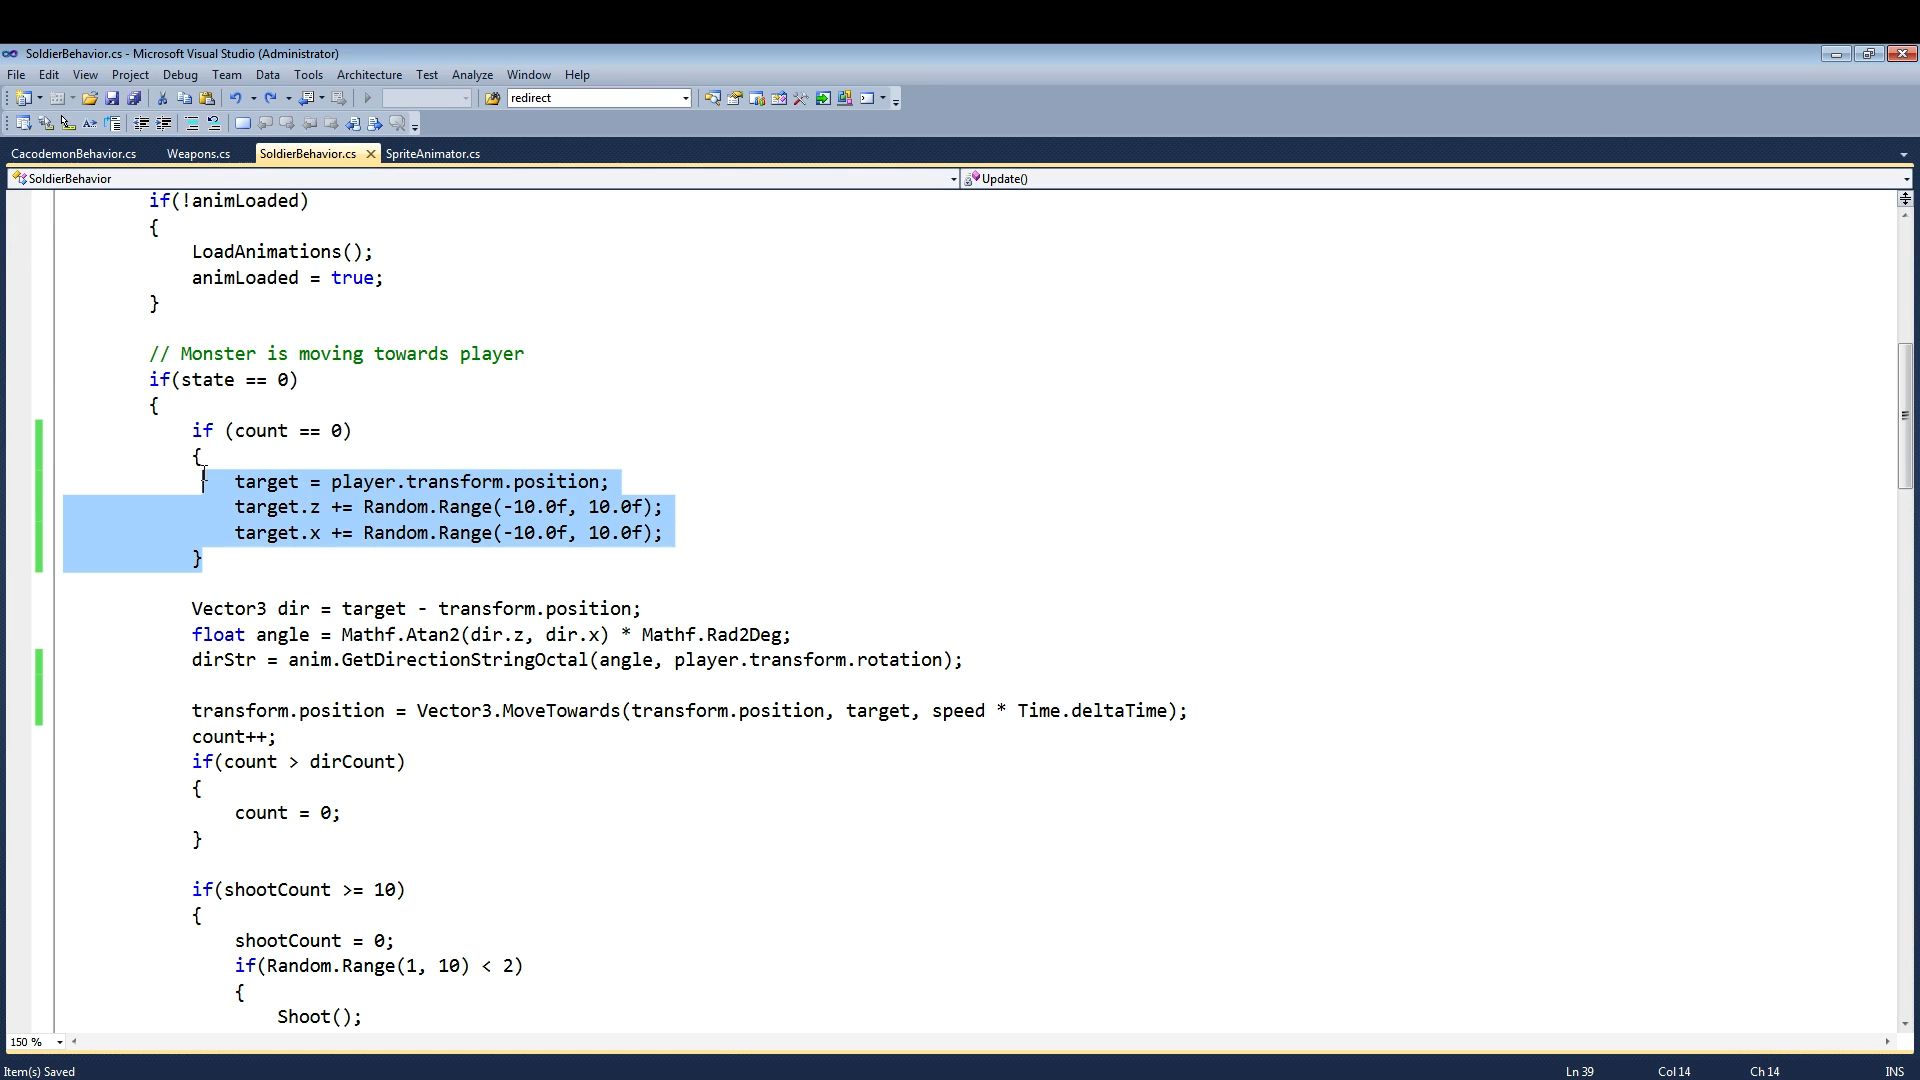 SoldierBehavior.cs - Microsoft Visual Studio (Administrator)
File Edit View Project Debug Team Data Tools Architecture Test Analyze Window Help
redirect
CacodemonBehavior.cs Weapons.cs SoldierBehavior.cs SpriteAnimator.cs
SoldierBehavior Update()
if(!animLoaded)
{
LoadAnimations();
animLoaded = true;
}
// Monster is moving towards player
if(state == 0)
{
if (count == 0)
{
target = player.transform.position;
target.z += Random.Range(-10.0f, 10.0f);
target.x += Random.Range(-10.0f, 10.0f);
}
Vector3 dir = target - transform.position;
float angle = Mathf.Atan2(dir.z, dir.x) * Mathf.Rad2Deg;
dirStr = anim.GetDirectionStringOctal(angle, player.transform.rotation);
transform.position = Vector3.MoveTowards(transform.position, target, speed * Time.deltaTime);
count++;
if(count > dirCount)
{
count = 0;
}
if(shootCount >= 10)
{
shootCount = 0;
if(Random.Range(1, 10) < 2)
{
Shoot();
150 %
Item(s) Saved Ln 39 Col 14 Ch 14 INS